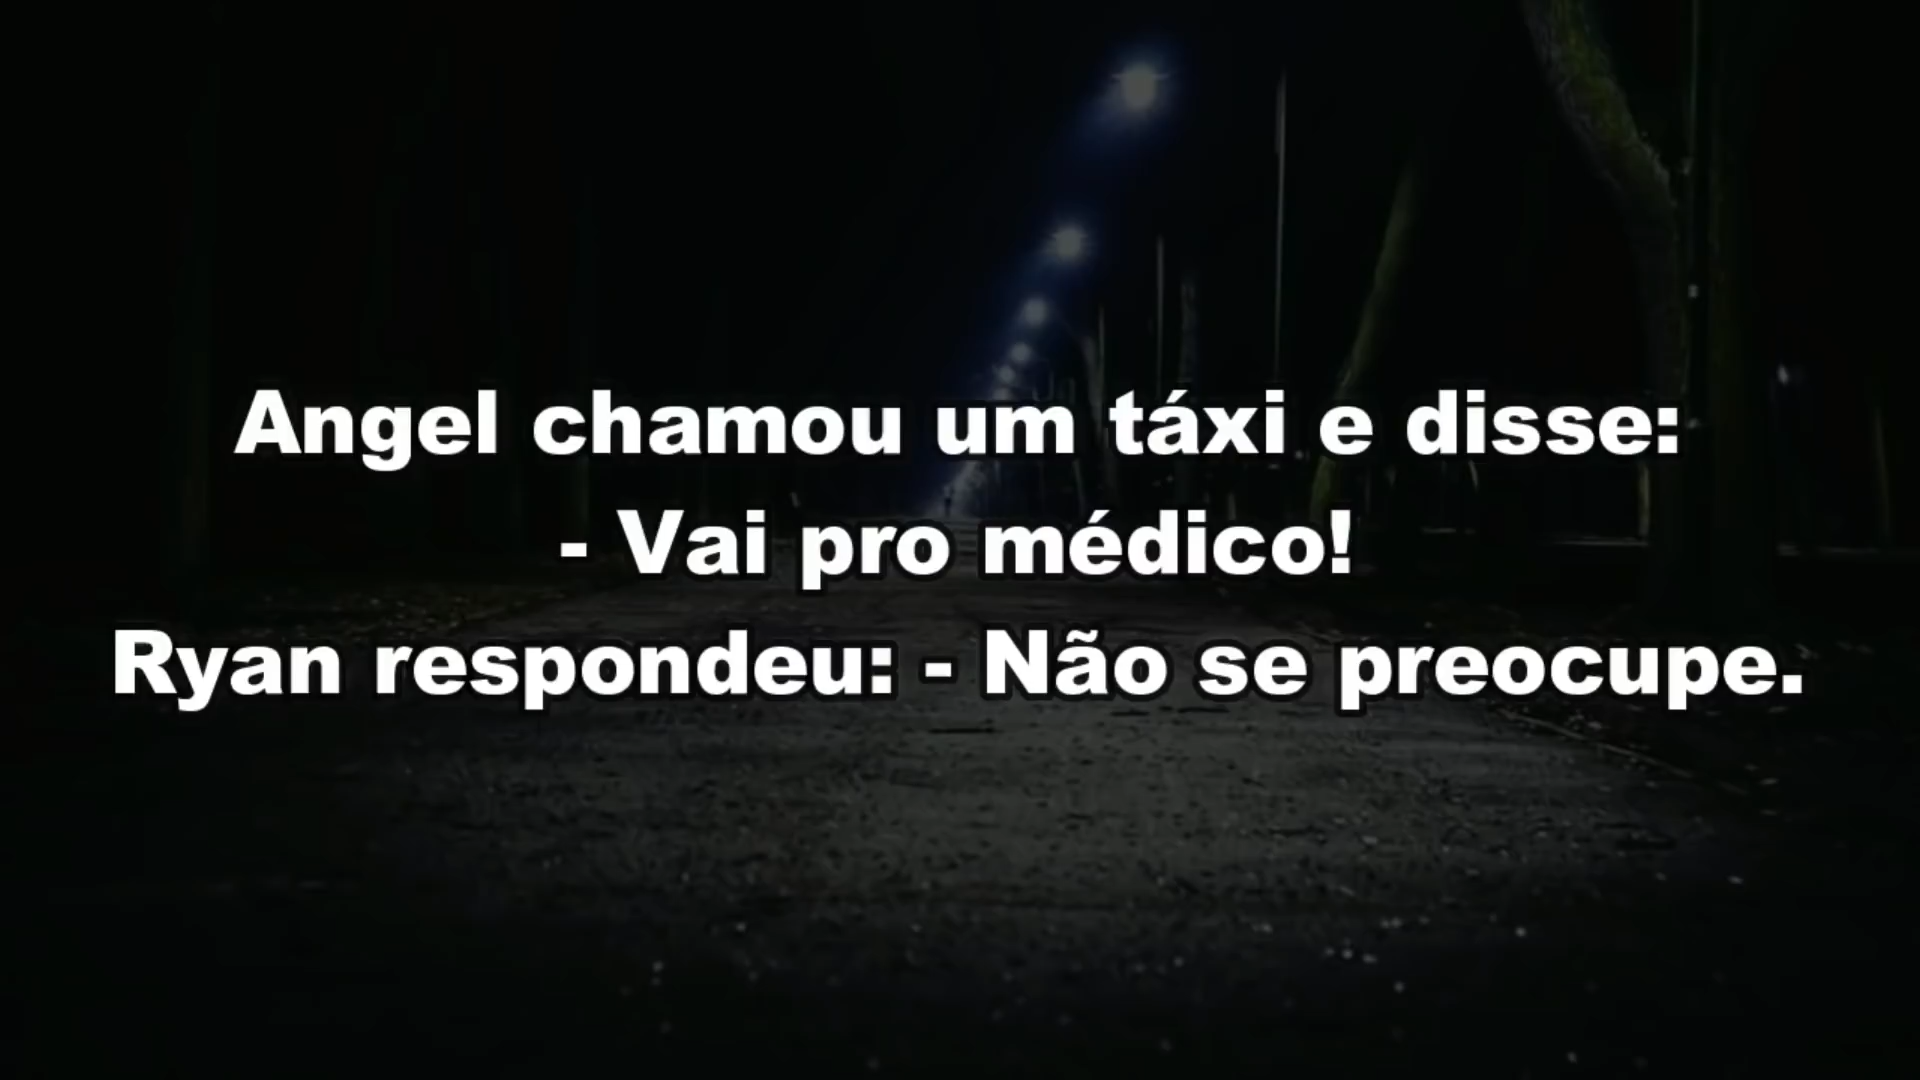 Angel chamou um táxi e disse:
- Vai pro médico!
Ryan respondeu: - Não se preocupe.